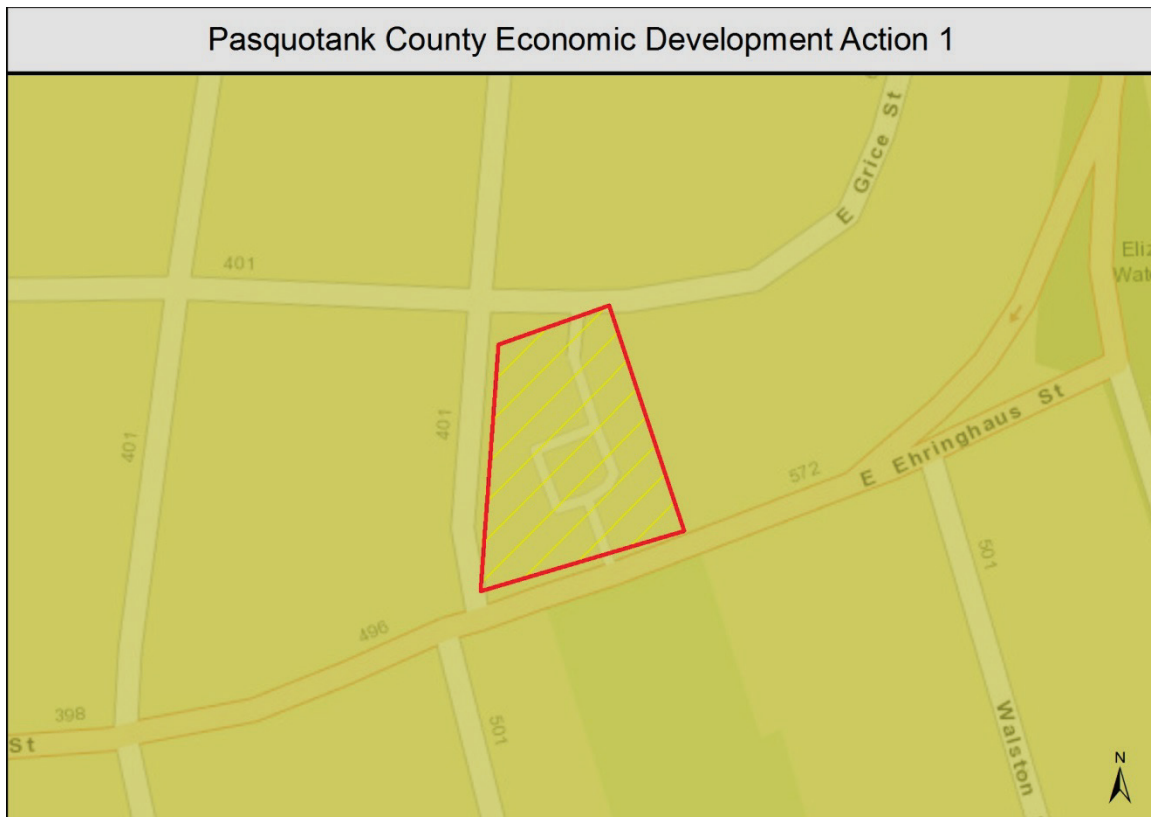 Pasquotank County Economic Development Action 1
E Grice St
401
Eliz
Wate
401
401
E Ehringhaus St
572
501
496
398
St
501
Walston
N